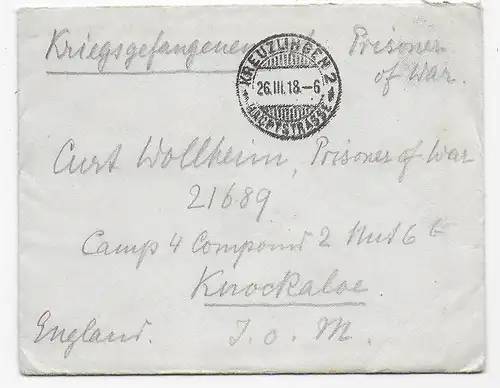 Kriegsgefangenen Prisoner
of War.
KREUZLINGEN 2
26.III.18.-6
HAUPTSTRASSE
Curt Wollheim, Prisoner of War
21689
Camp 4 Compound 2 Hut 6 b
Knockaloe.
England. I. o. M.